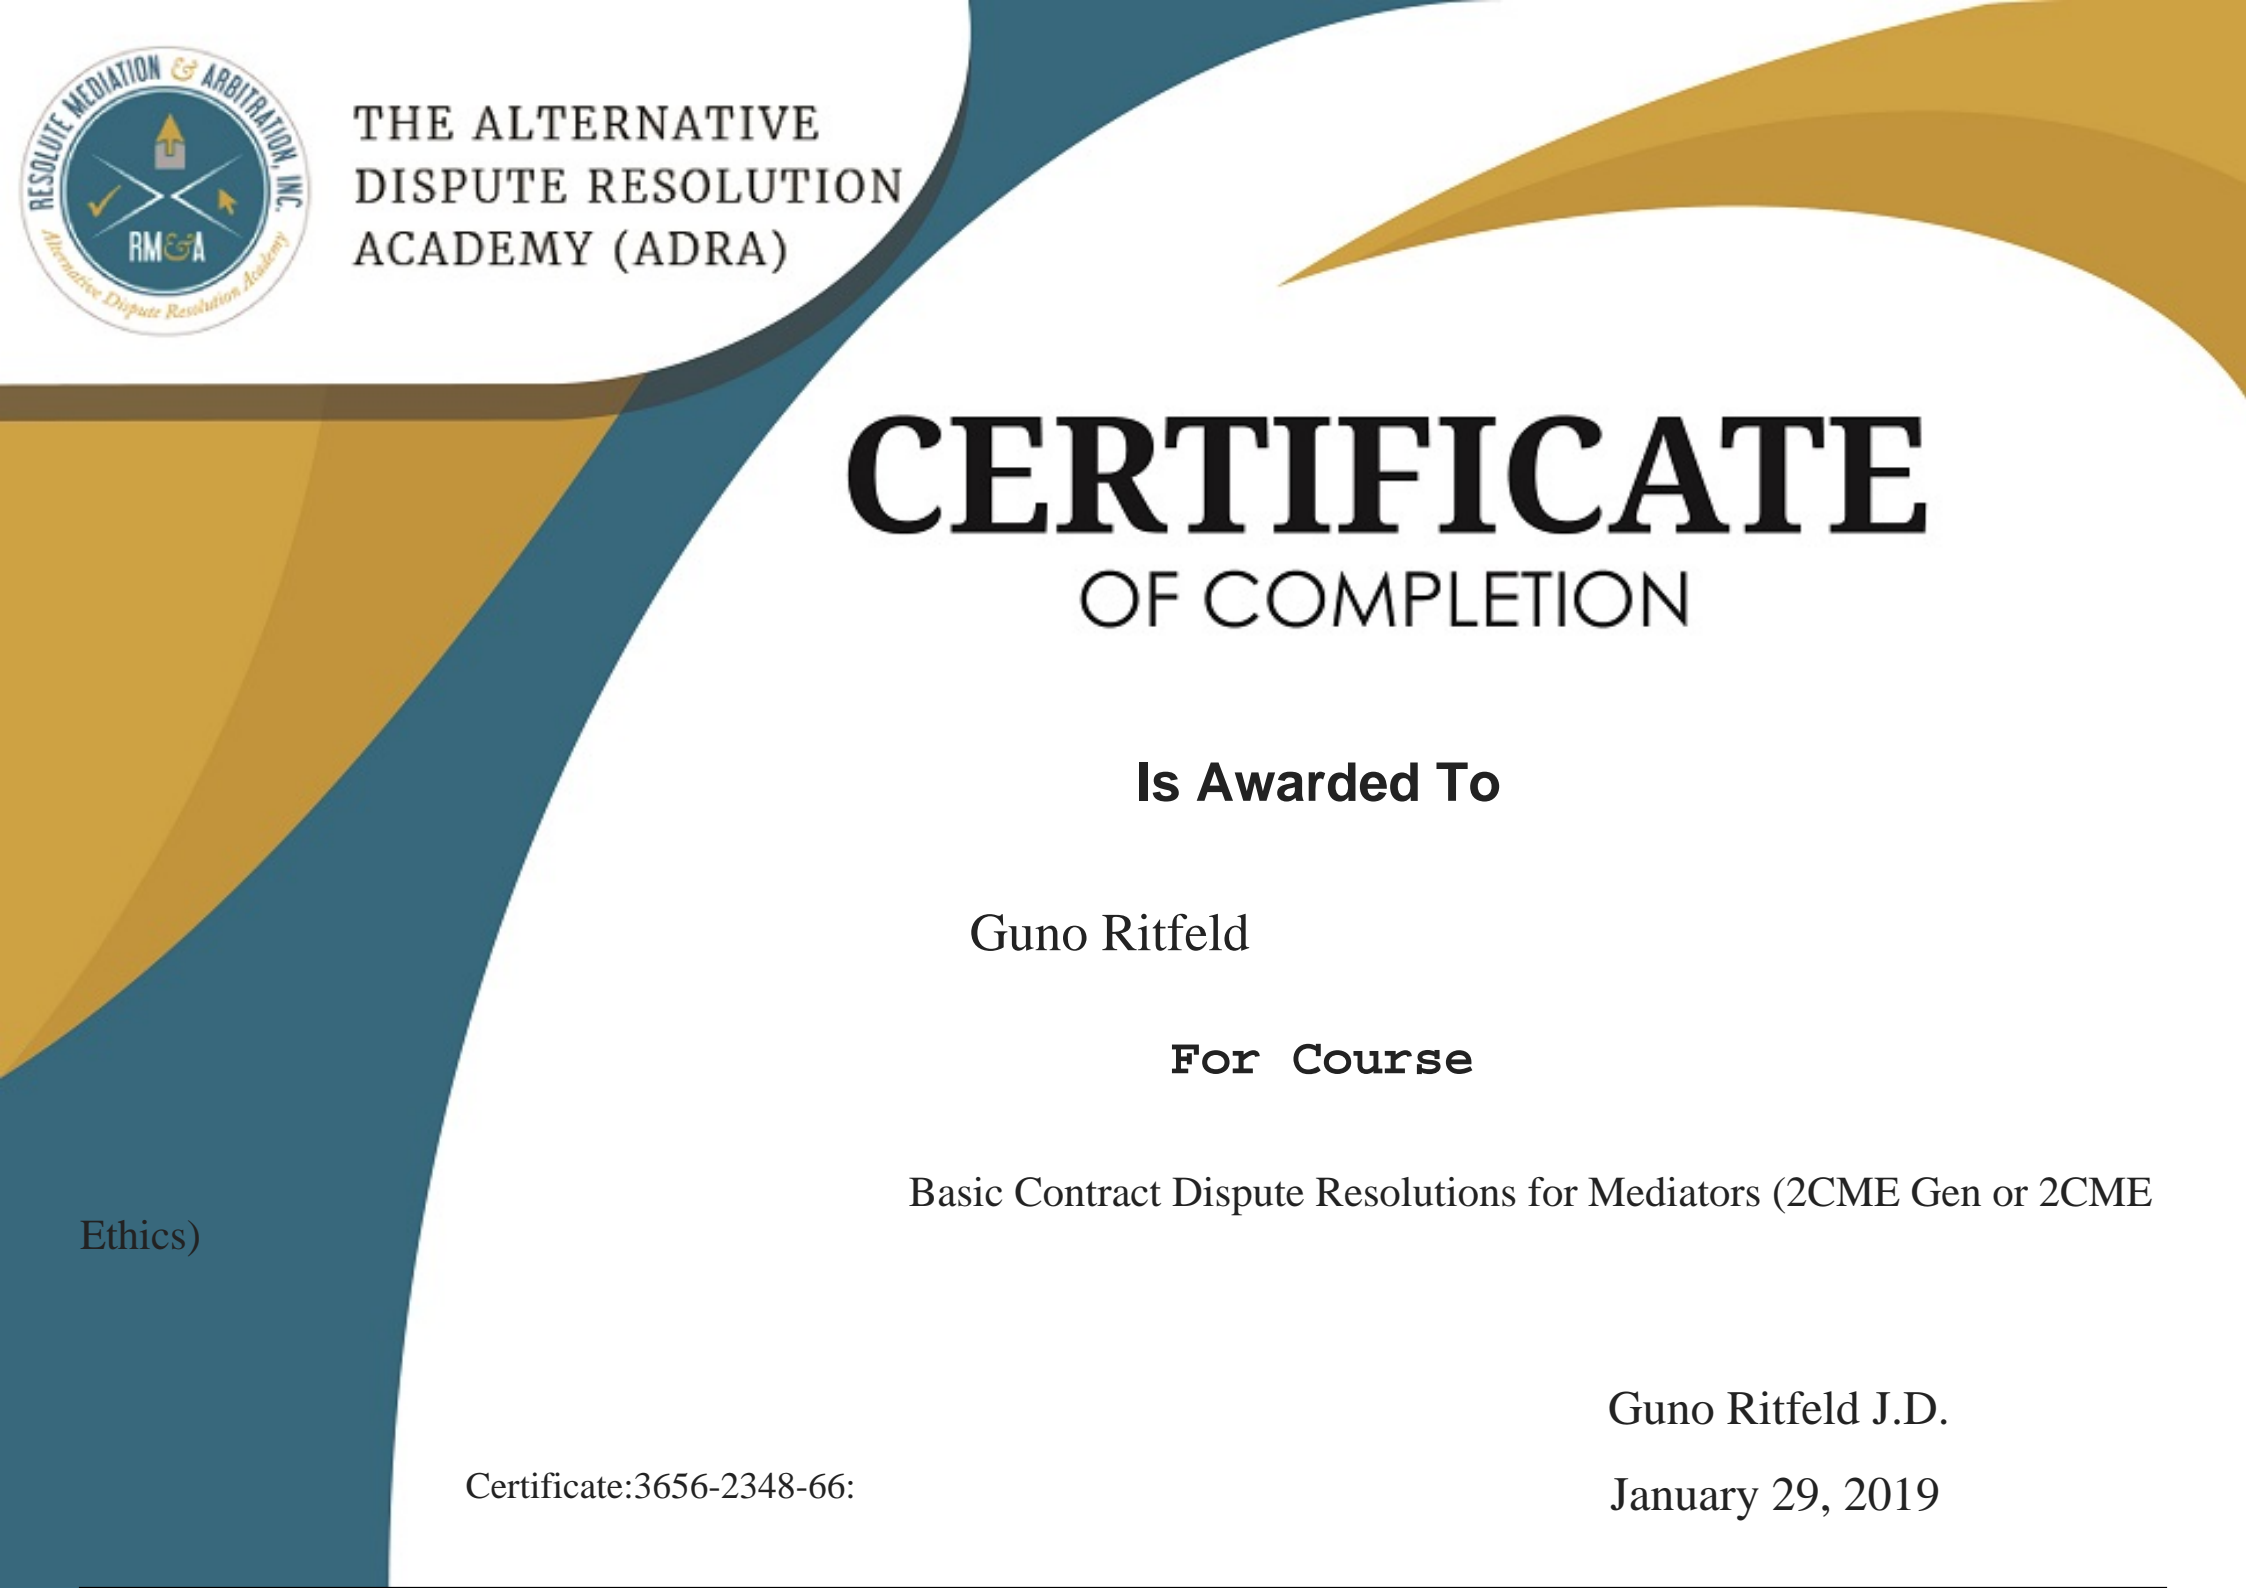 RESOLUTE MEDIATION & ARBITRATION, INC.
RM&A
Alternative Dispute Resolution Academy
THE ALTERNATIVE
DISPUTE RESOLUTION
ACADEMY (ADRA)
CERTIFICATE
OF COMPLETION
Is Awarded To
Guno Ritfeld
For Course
Basic Contract Dispute Resolutions for Mediators (2CME Gen or 2CME
Ethics)
Guno Ritfeld J.D.
Certificate:3656-2348-66:
January 29, 2019